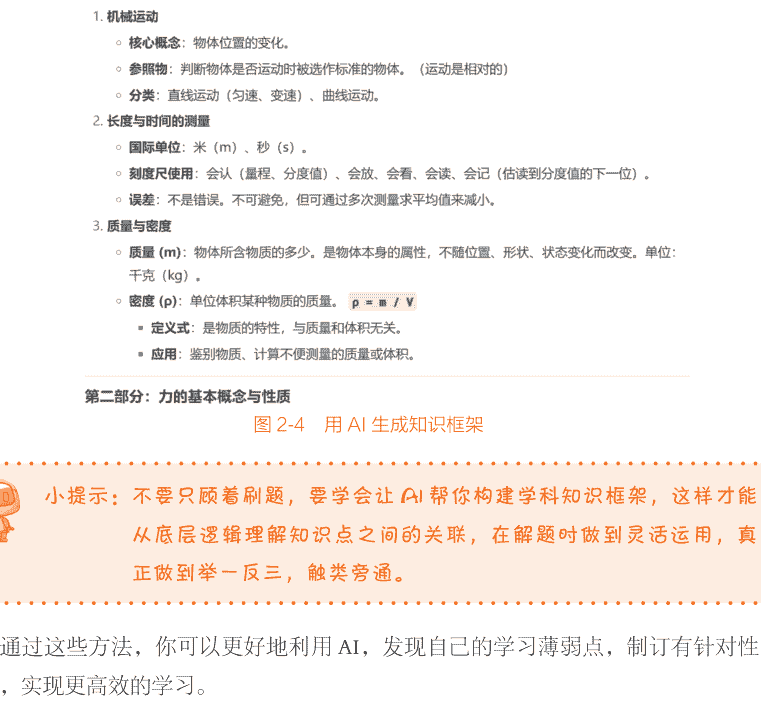 1. 机械运动
○ 核心概念：物体位置的变化。
○ 参照物：判断物体是否运动时被选作标准的物体。（运动是相对的）
○ 分类：直线运动（匀速、变速）、曲线运动。
2. 长度与时间的测量
○ 国际单位：米（m）、秒（s）。
○ 刻度尺使用：会认（量程、分度值）、会放、会看、会读、会记（估读到分度值的下一位）。
○ 误差：不是错误。不可避免，但可通过多次测量求平均值来减小。
3. 质量与密度
○ 质量 (m)：物体所含物质的多少。是物体本身的属性，不随位置、形状、状态变化而改变。单位：
千克（kg）。
○ 密度 (ρ)：单位体积某种物质的质量。 ρ = m / V
▪ 定义式：是物质的特性，与质量和体积无关。
▪ 应用：鉴别物质、计算不便测量的质量或体积。
第二部分：力的基本概念与性质
图 2-4 用 AI 生成知识框架
小提示：不要只顾着刷题，要学会让 AI 帮你构建学科知识框架，这样才能
从底层逻辑理解知识点之间的关联，在解题时做到灵活运用，真
正做到举一反三，触类旁通。
通过这些方法，你可以更好地利用 AI，发现自己的学习薄弱点，制订有针对性
，实现更高效的学习。